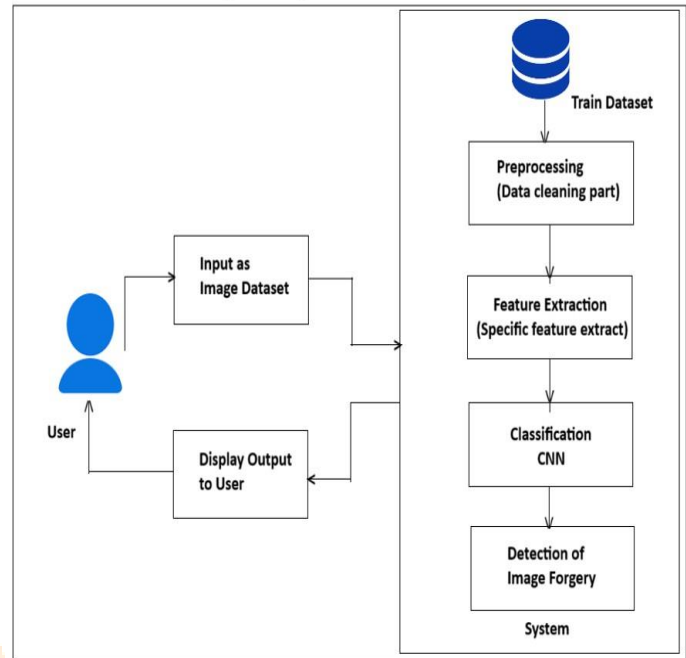 Train Dataset
Preprocessing
(Data cleaning part)
Input as
Image Dataset
Feature Extraction
(Specific feature extract)
User
Display Output
to User
Classification
CNN
Detection of
Image Forgery
System